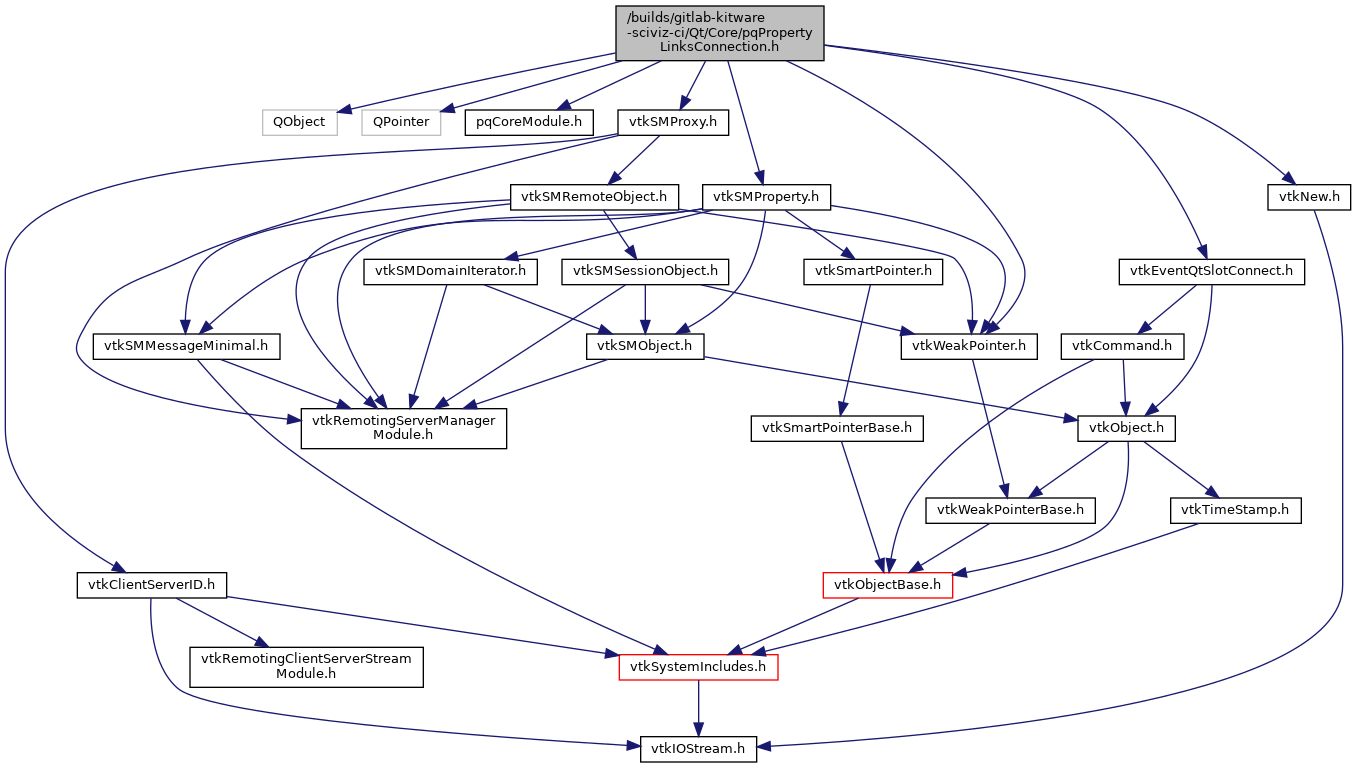 /builds/gitlab-kitware
-sciviz-ci/Qt/Core/pqProperty
LinksConnection.h
QObject
QPointer
pqCoreModule.h
vtkSMProxy.h
vtkSMRemoteObject.h
vtkSMProperty.h
vtkNew.h
vtkSMDomainIterator.h
vtkSMSessionObject.h
vtkSmartPointer.h
vtkEventQtSlotConnect.h
vtkSMMessageMinimal.h
vtkSMObject.h
vtkWeakPointer.h
vtkCommand.h
vtkRemotingServerManager
Module.h
vtkSmartPointerBase.h
vtkObject.h
vtkWeakPointerBase.h
vtkTimeStamp.h
vtkClientServerID.h
vtkObjectBase.h
vtkRemotingClientServerStream
Module.h
vtkSystemIncludes.h
vtkIOStream.h